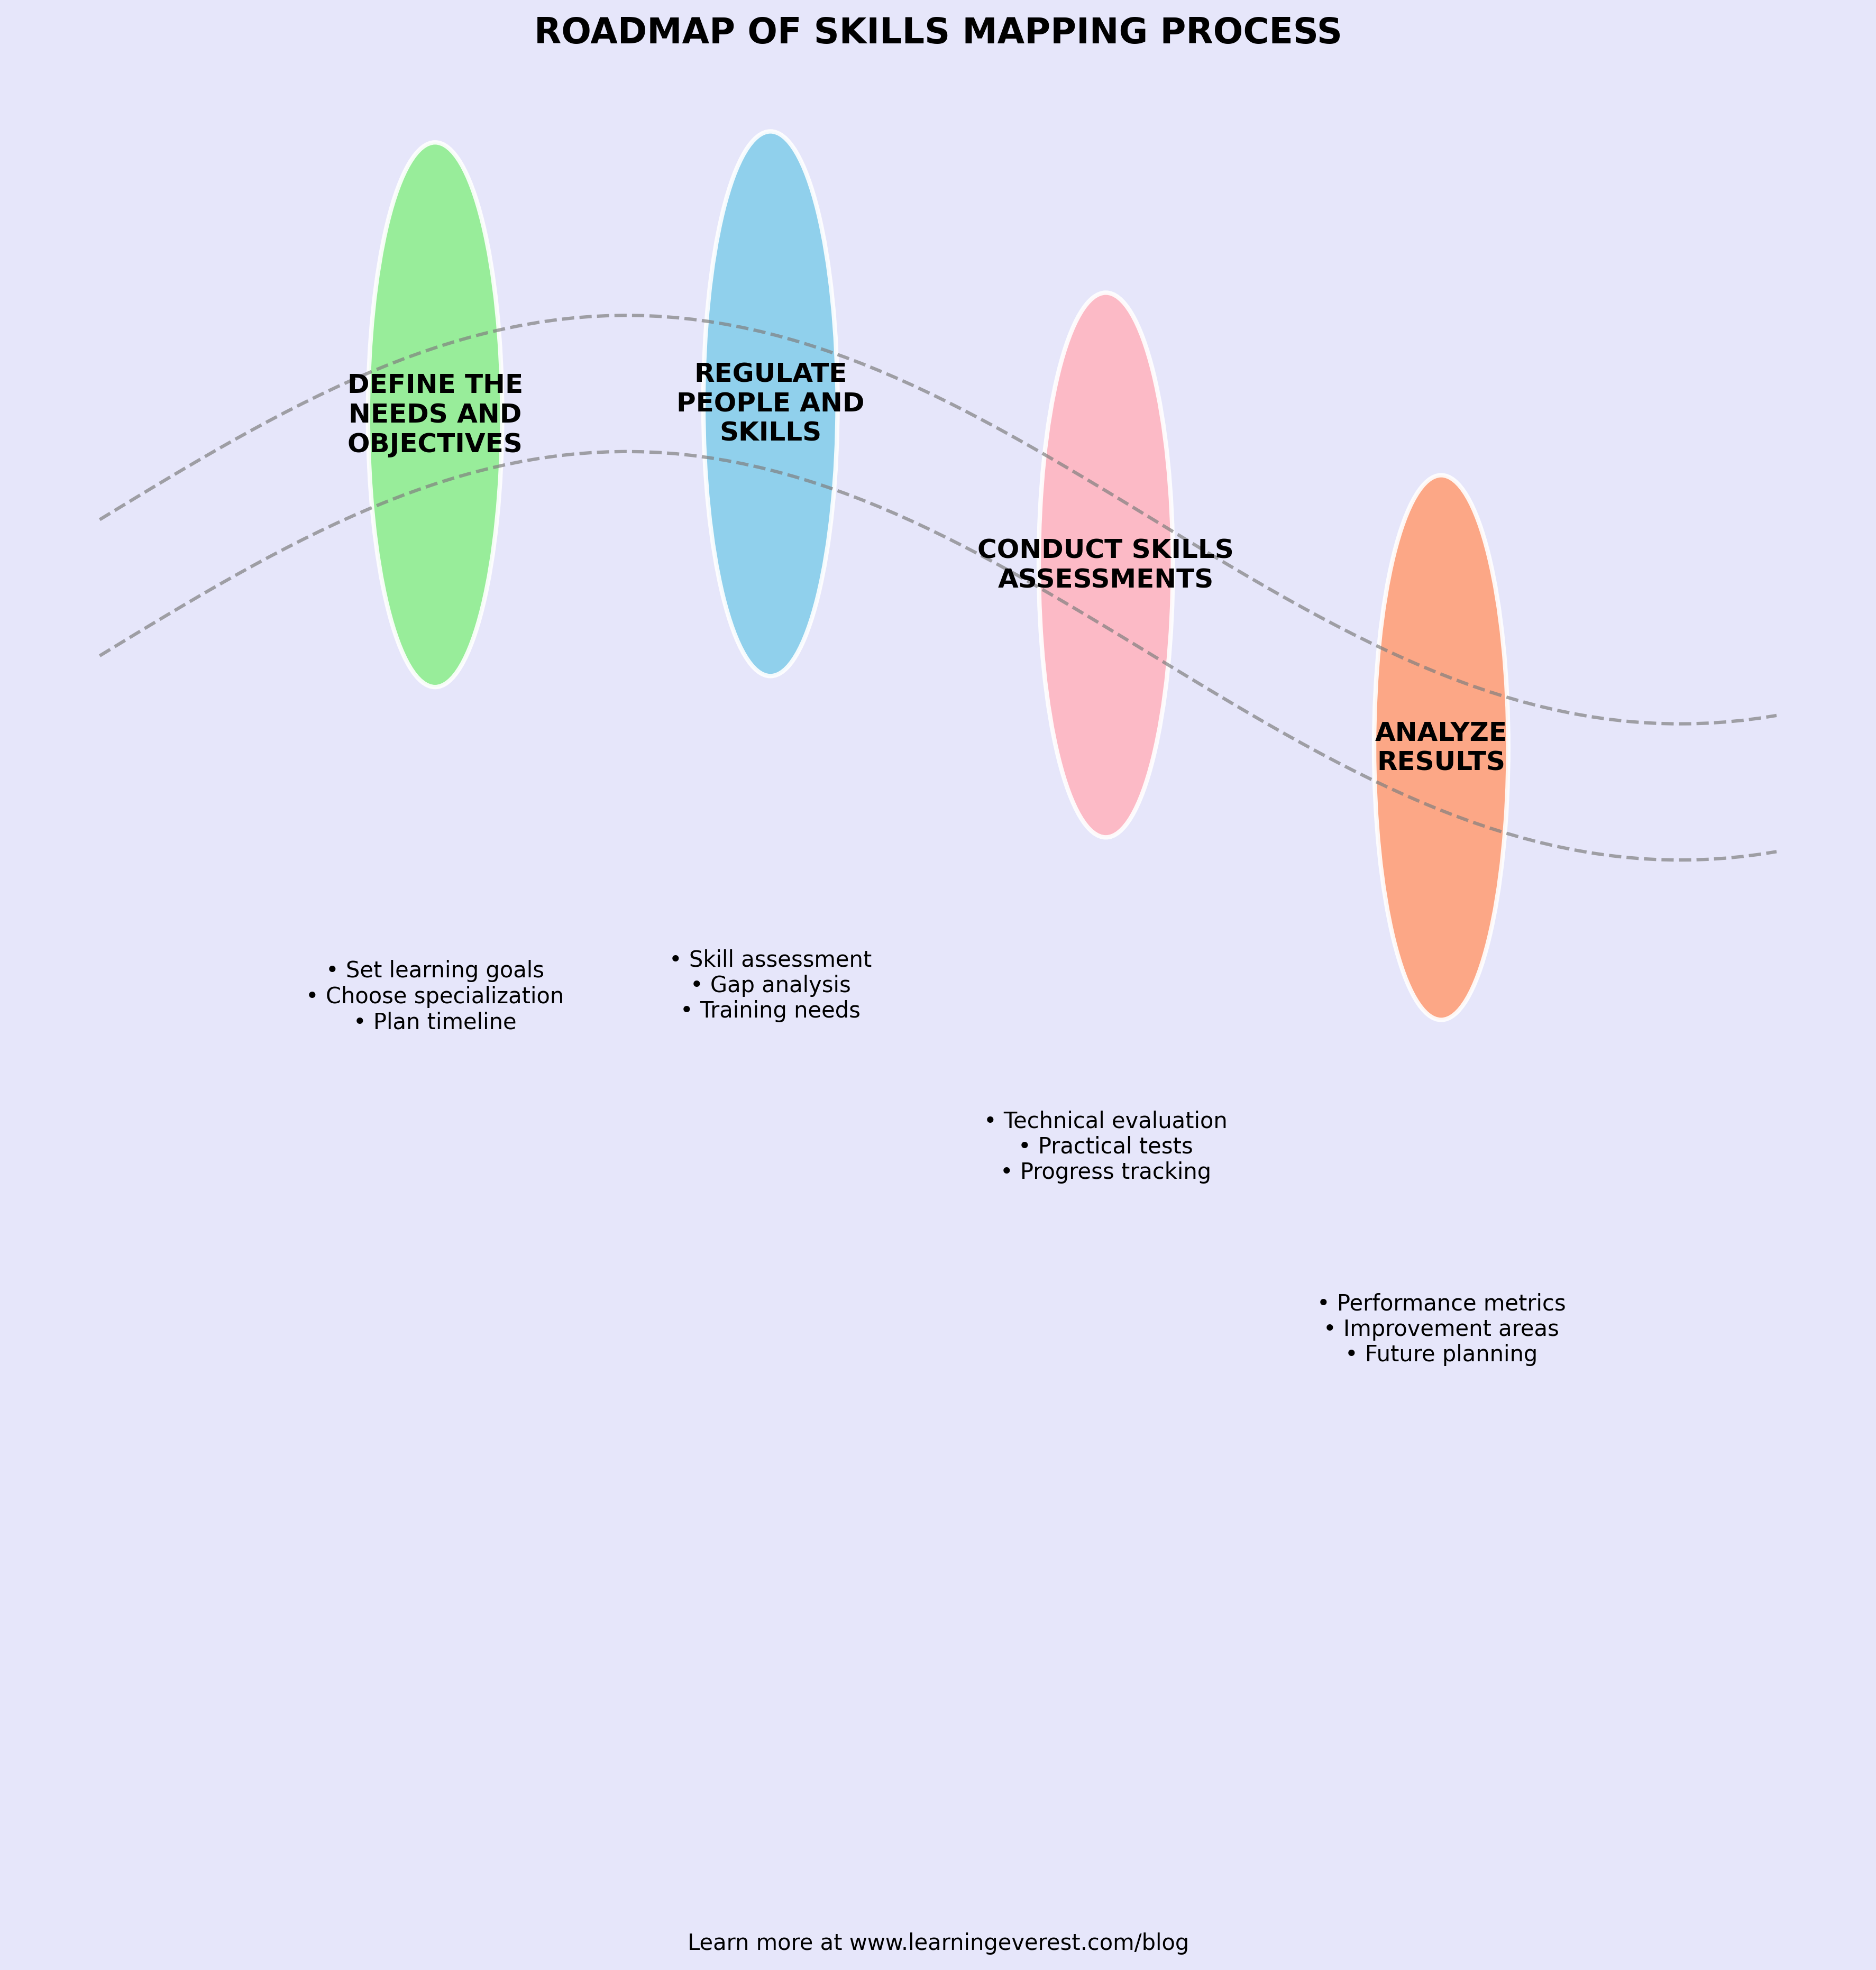 ROADMAP OF SKILLS MAPPING PROCESS
DEFINE THE
NEEDS AND
OBJECTIVES
REGULATE
PEOPLE AND
SKILLS
CONDUCT SKILLS
ASSESSMENTS
ANALYZE
RESULTS
• Set learning goals
• Choose specialization
• Plan timeline
• Skill assessment
• Gap analysis
• Training needs
• Technical evaluation
• Practical tests
• Progress tracking
• Performance metrics
• Improvement areas
• Future planning
Learn more at www.learningeverest.com/blog